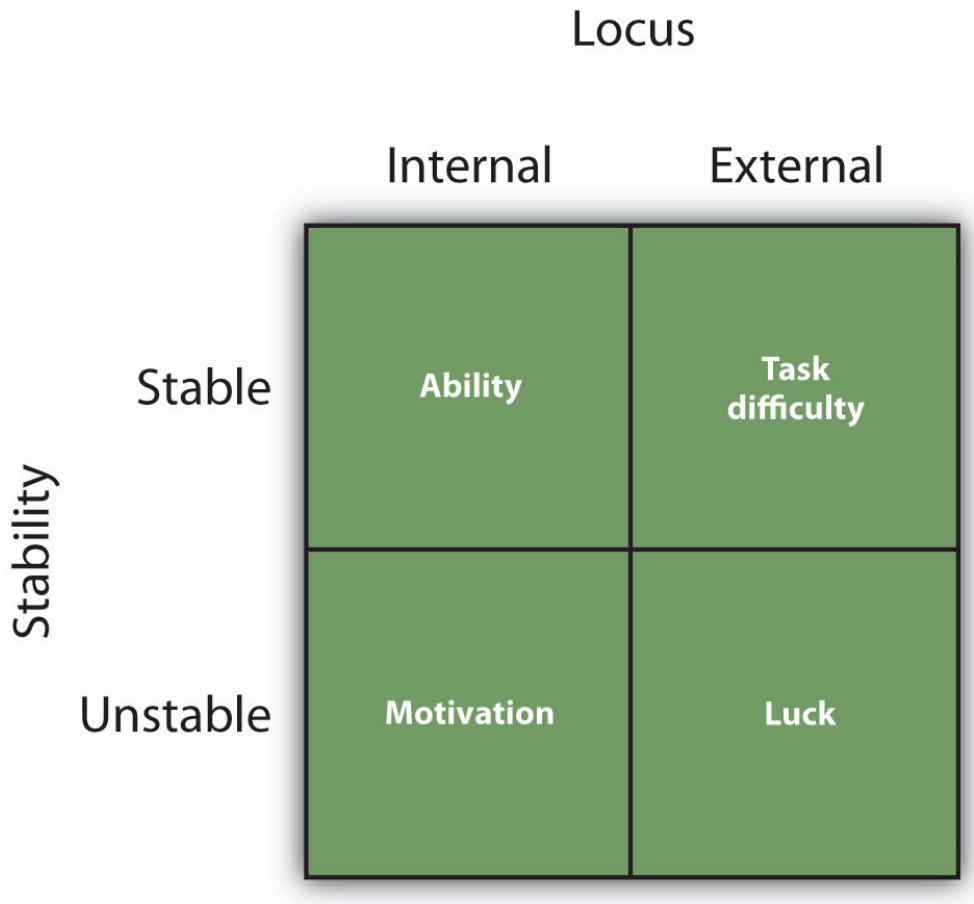 Locus
Internal External
Stable
Ability
Task
difficulty
Stability
Unstable
Motivation
Luck